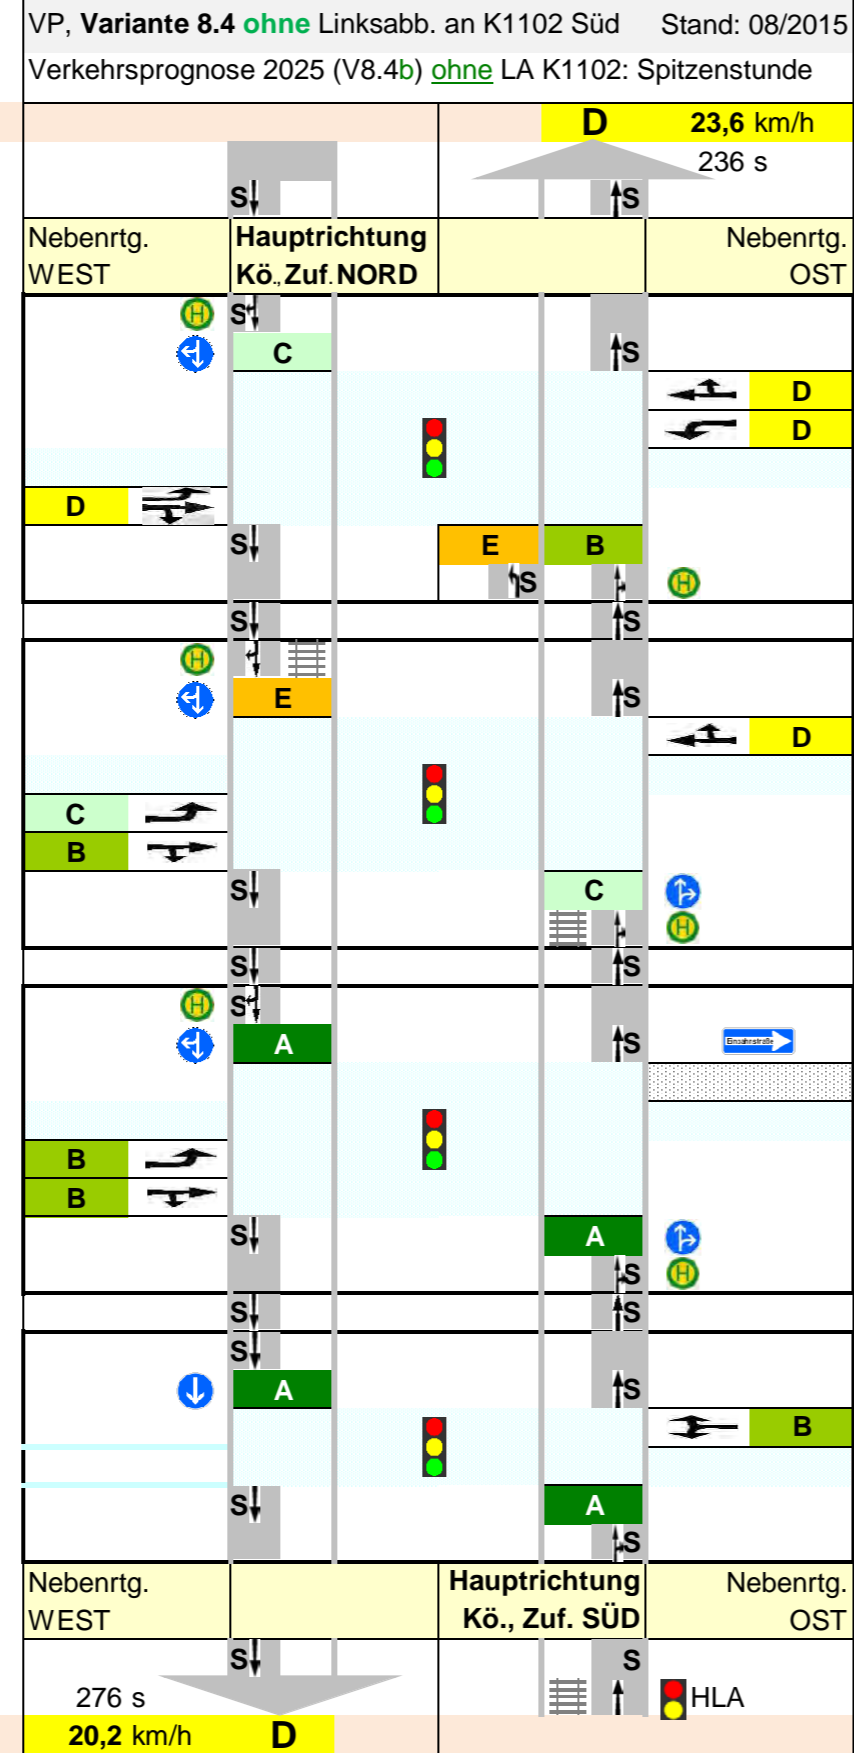 VP, Variante 8.4 ohne Linksabb. an K1102 Süd Stand: 08/2015
Verkehrsprognose 2025 (V8.4b) ohne LA K1102: Spitzenstunde
D 23,6 km/h
236 s
S S
Nebenrtg. Hauptrichtung Nebenrtg.
WEST Kö., Zuf. NORD OST
H S
C S
D
D
D
S E B
S H
S S
H
E S
D
C
B
S C
H
S S
H S
A S Einbahnstraße
B
B
S A
S H
S S
S
A S
B
S A
S
Nebenrtg. Hauptrichtung Nebenrtg.
WEST Kö., Zuf. SÜD OST
S S
276 s HLA
20,2 km/h D